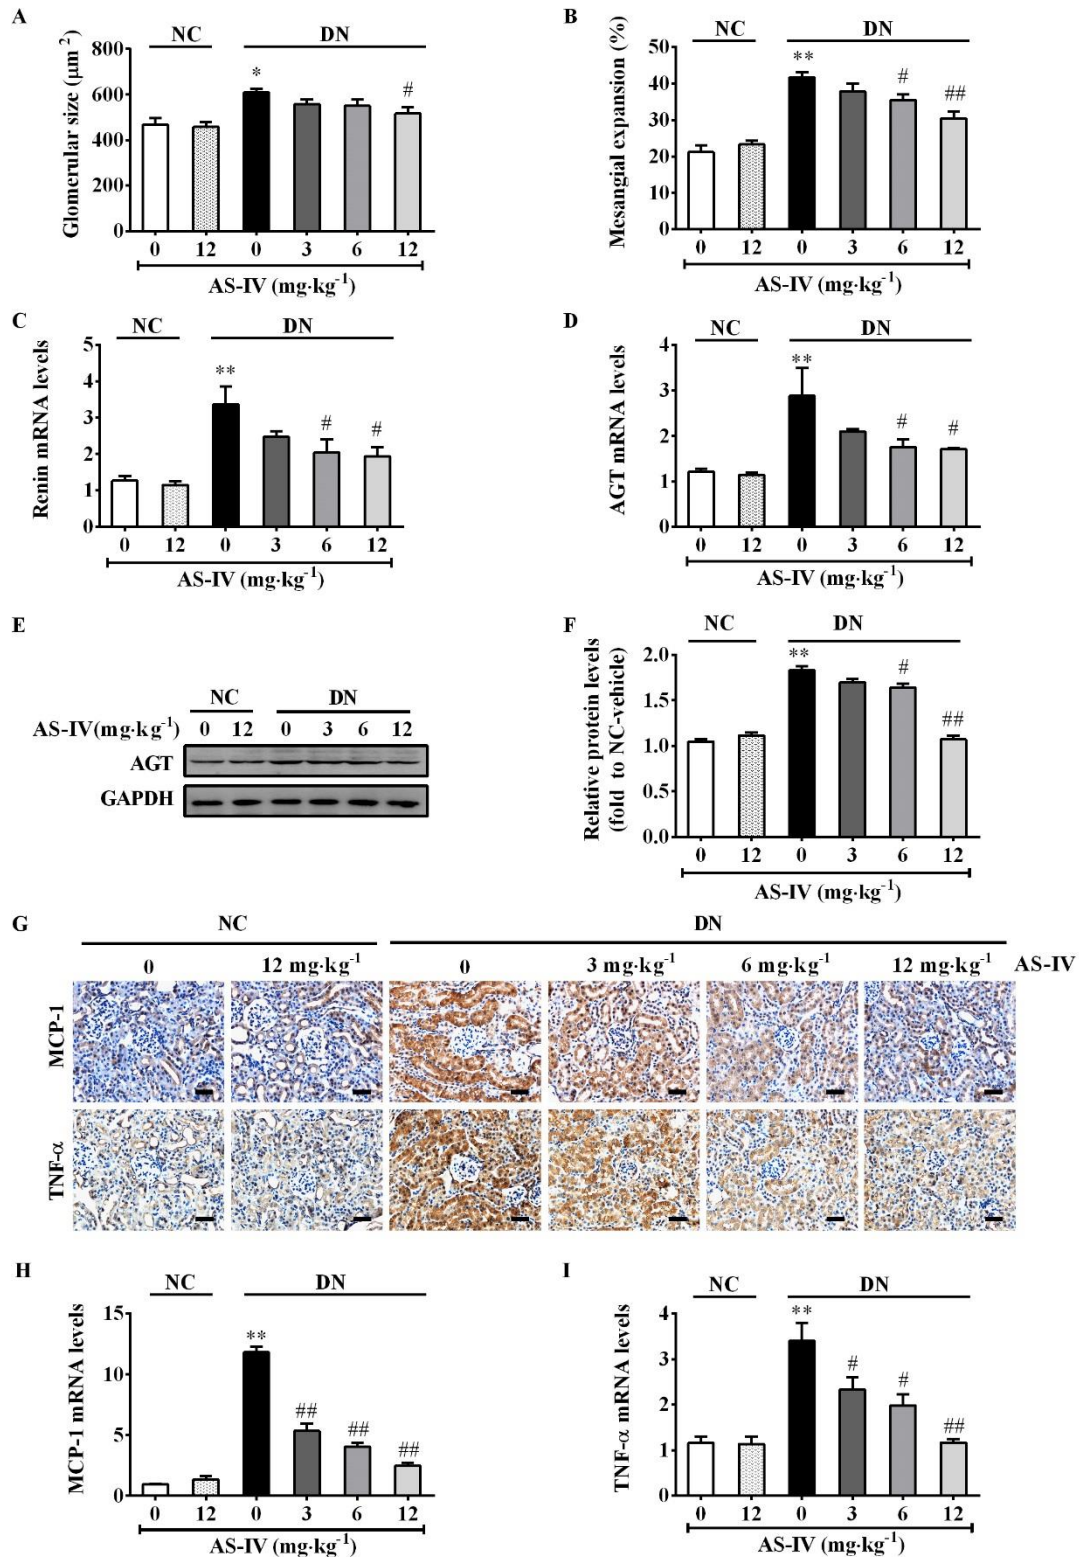 A
NC DN
Glomerular size (μm²)
800
600
400
200
0
* #
0 12 0 3 6 12
AS-IV (mg·kg⁻¹)
B
NC DN
Mesangial expansion (%)
50
40
30
20
10
0
** # ##
0 12 0 3 6 12
AS-IV (mg·kg⁻¹)
C
NC DN
Renin mRNA levels
5
4
3
2
1
0
** # #
0 12 0 3 6 12
AS-IV (mg·kg⁻¹)
D
NC DN
AGT mRNA levels
4
3
2
1
0
** # #
0 12 0 3 6 12
AS-IV (mg·kg⁻¹)
E
NC DN
AS-IV(mg·kg⁻¹) 0 12 0 3 6 12
AGT
GAPDH
F
NC DN
Relative protein levels
(fold to NC-vehicle)
2.0
1.5
1.0
0.5
0.0
** # ##
0 12 0 3 6 12
AS-IV (mg·kg⁻¹)
G
NC DN
0 12 mg·kg⁻¹ 0 3 mg·kg⁻¹ 6 mg·kg⁻¹ 12 mg·kg⁻¹ AS-IV
MCP-1
TNF-α
H
NC DN
MCP-1 mRNA levels
15
10
5
0
** ## ## ##
0 12 0 3 6 12
AS-IV (mg·kg⁻¹)
I
NC DN
TNF-α mRNA levels
4
3
2
1
0
** # # ##
0 12 0 3 6 12
AS-IV (mg·kg⁻¹)